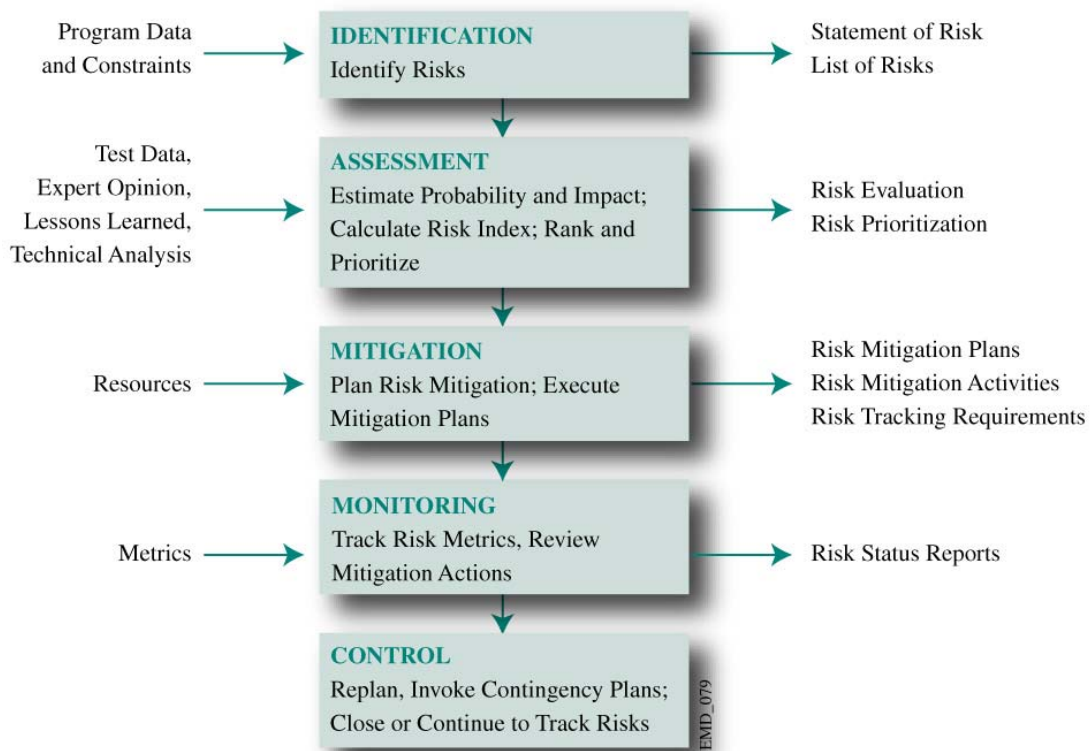 Program Data
and Constraints
IDENTIFICATION
Identify Risks
Statement of Risk
List of Risks
Test Data,
Expert Opinion,
Lessons Learned,
Technical Analysis
ASSESSMENT
Estimate Probability and Impact;
Calculate Risk Index; Rank and
Prioritize
Risk Evaluation
Risk Prioritization
Resources
MITIGATION
Plan Risk Mitigation; Execute
Mitigation Plans
Risk Mitigation Plans
Risk Mitigation Activities
Risk Tracking Requirements
Metrics
MONITORING
Track Risk Metrics, Review
Mitigation Actions
Risk Status Reports
CONTROL
Replan, Invoke Contingency Plans;
Close or Continue to Track Risks
EMD_079